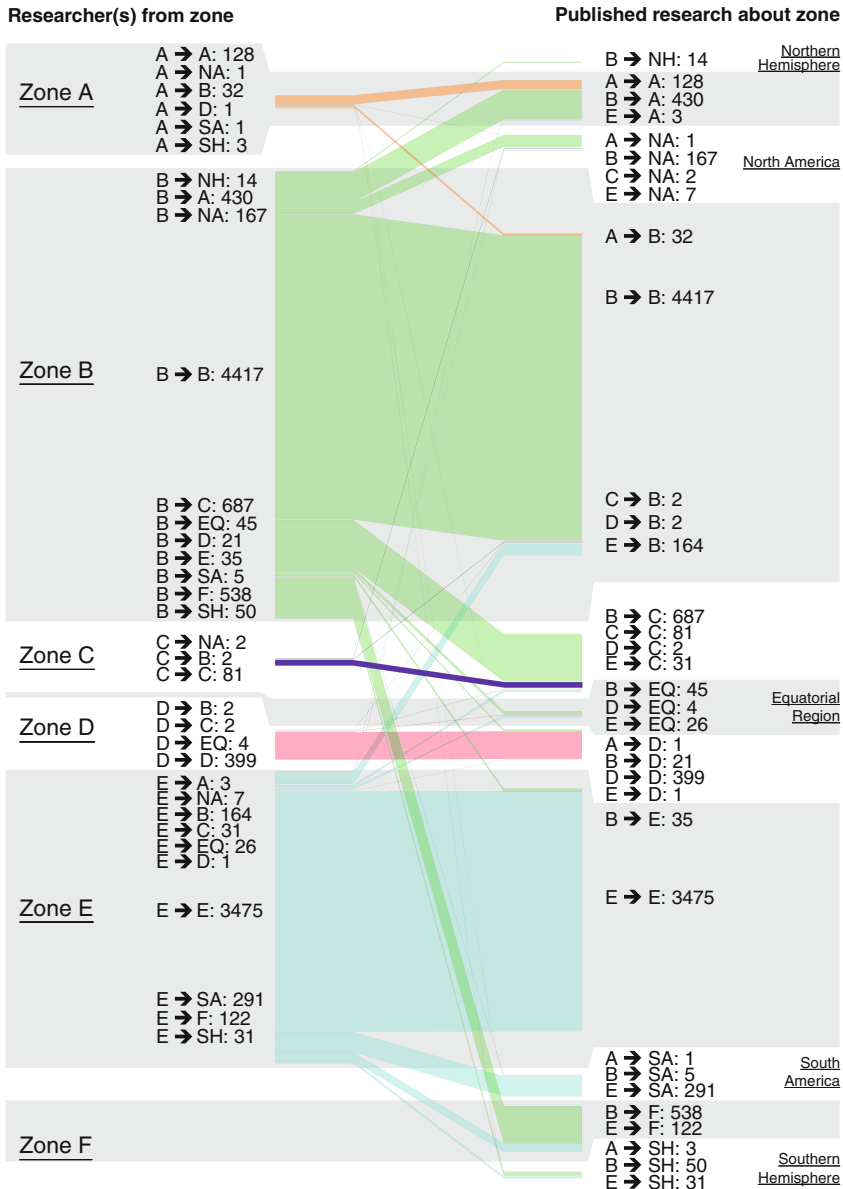 Researcher(s) from zone
Zone A
A → A: 128
A → NA: 1
A → B: 32
A → D: 1
A → SA: 1
A → SH: 3
Zone B
B → NH: 14
B → A: 430
B → NA: 167
B → B: 4417
B → C: 687
B → EQ: 45
B → D: 21
B → E: 35
B → SA: 5
B → F: 538
B → SH: 50
Zone C
C → NA: 2
C → B: 2
C → C: 81
Zone D
D → B: 2
D → C: 2
D → EQ: 4
D → D: 399
Zone E
E → A: 3
E → NA: 7
E → B: 164
E → C: 31
E → EQ: 26
E → D: 1
E → E: 3475
E → SA: 291
E → F: 122
E → SH: 31
Zone F
Published research about zone
B → NH: 14
Northern
Hemisphere
A → A: 128
B → A: 430
E → A: 3
A → NA: 1
B → NA: 167
C → NA: 2
E → NA: 7
North America
A → B: 32
B → B: 4417
C → B: 2
D → B: 2
E → B: 164
B → C: 687
C → C: 81
D → C: 2
E → C: 31
B → EQ: 45
D → EQ: 4
E → EQ: 26
Equatorial
Region
A → D: 1
B → D: 21
D → D: 399
E → D: 1
B → E: 35
E → E: 3475
A → SA: 1
B → SA: 5
E → SA: 291
South
America
B → F: 538
E → F: 122
A → SH: 3
B → SH: 50
E → SH: 31
Southern
Hemisphere